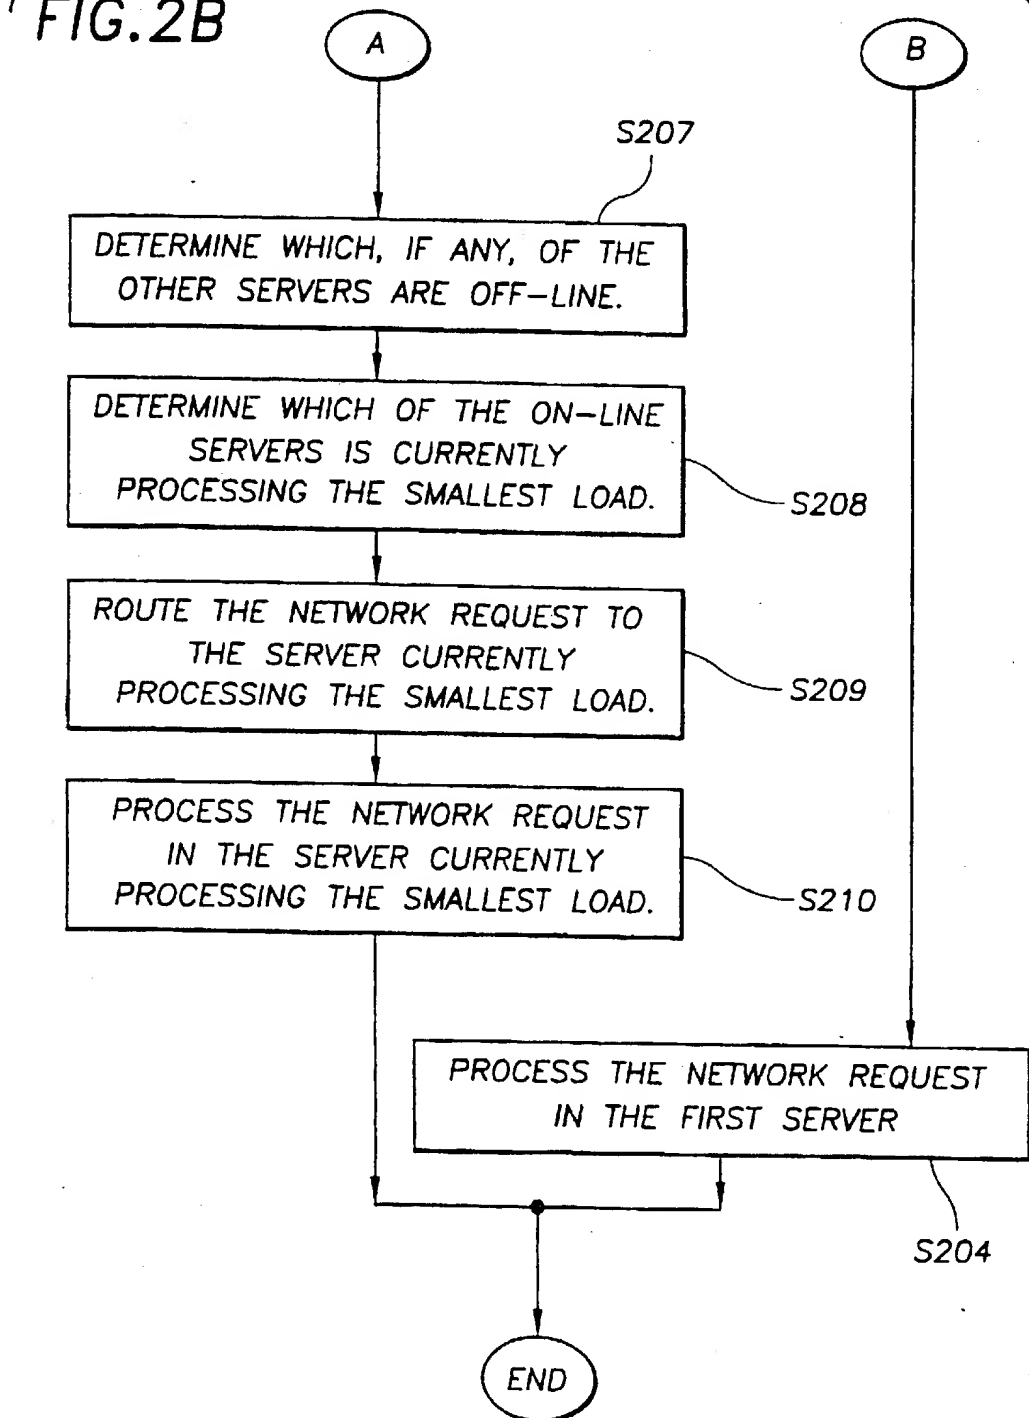 FIG.2B
A
B
S207
DETERMINE WHICH, IF ANY, OF THE
OTHER SERVERS ARE OFF-LINE.
DETERMINE WHICH OF THE ON-LINE
SERVERS IS CURRENTLY
PROCESSING THE SMALLEST LOAD.
S208
ROUTE THE NETWORK REQUEST TO
THE SERVER CURRENTLY
PROCESSING THE SMALLEST LOAD.
S209
PROCESS THE NETWORK REQUEST
IN THE SERVER CURRENTLY
PROCESSING THE SMALLEST LOAD.
S210
PROCESS THE NETWORK REQUEST
IN THE FIRST SERVER
S204
END